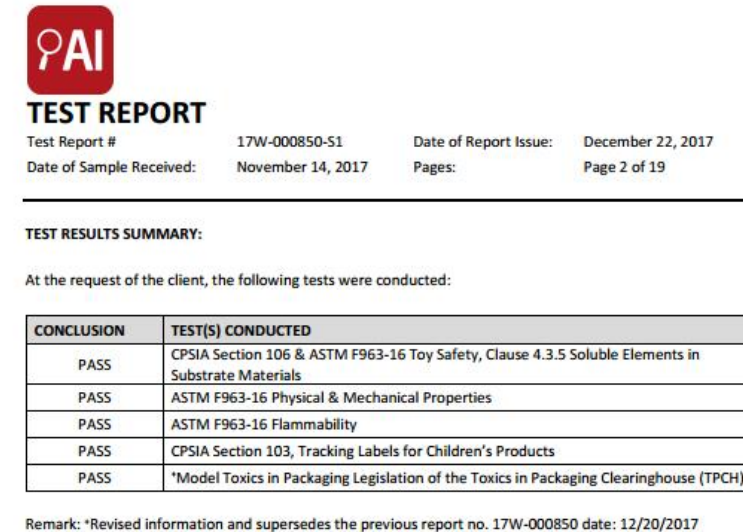 AI
TEST REPORT
Test Report # 17W-000850-S1 Date of Report Issue: December 22, 2017
Date of Sample Received: November 14, 2017 Pages: Page 2 of 19
TEST RESULTS SUMMARY:
At the request of the client, the following tests were conducted:
CONCLUSION TEST(S) CONDUCTED
PASS CPSIA Section 106 & ASTM F963-16 Toy Safety, Clause 4.3.5 Soluble Elements in
Substrate Materials
PASS ASTM F963-16 Physical & Mechanical Properties
PASS ASTM F963-16 Flammability
PASS CPSIA Section 103, Tracking Labels for Children's Products
PASS *Model Toxics in Packaging Legislation of the Toxics in Packaging Clearinghouse (TPCH)
Remark: *Revised information and supersedes the previous report no. 17W-000850 date: 12/20/2017